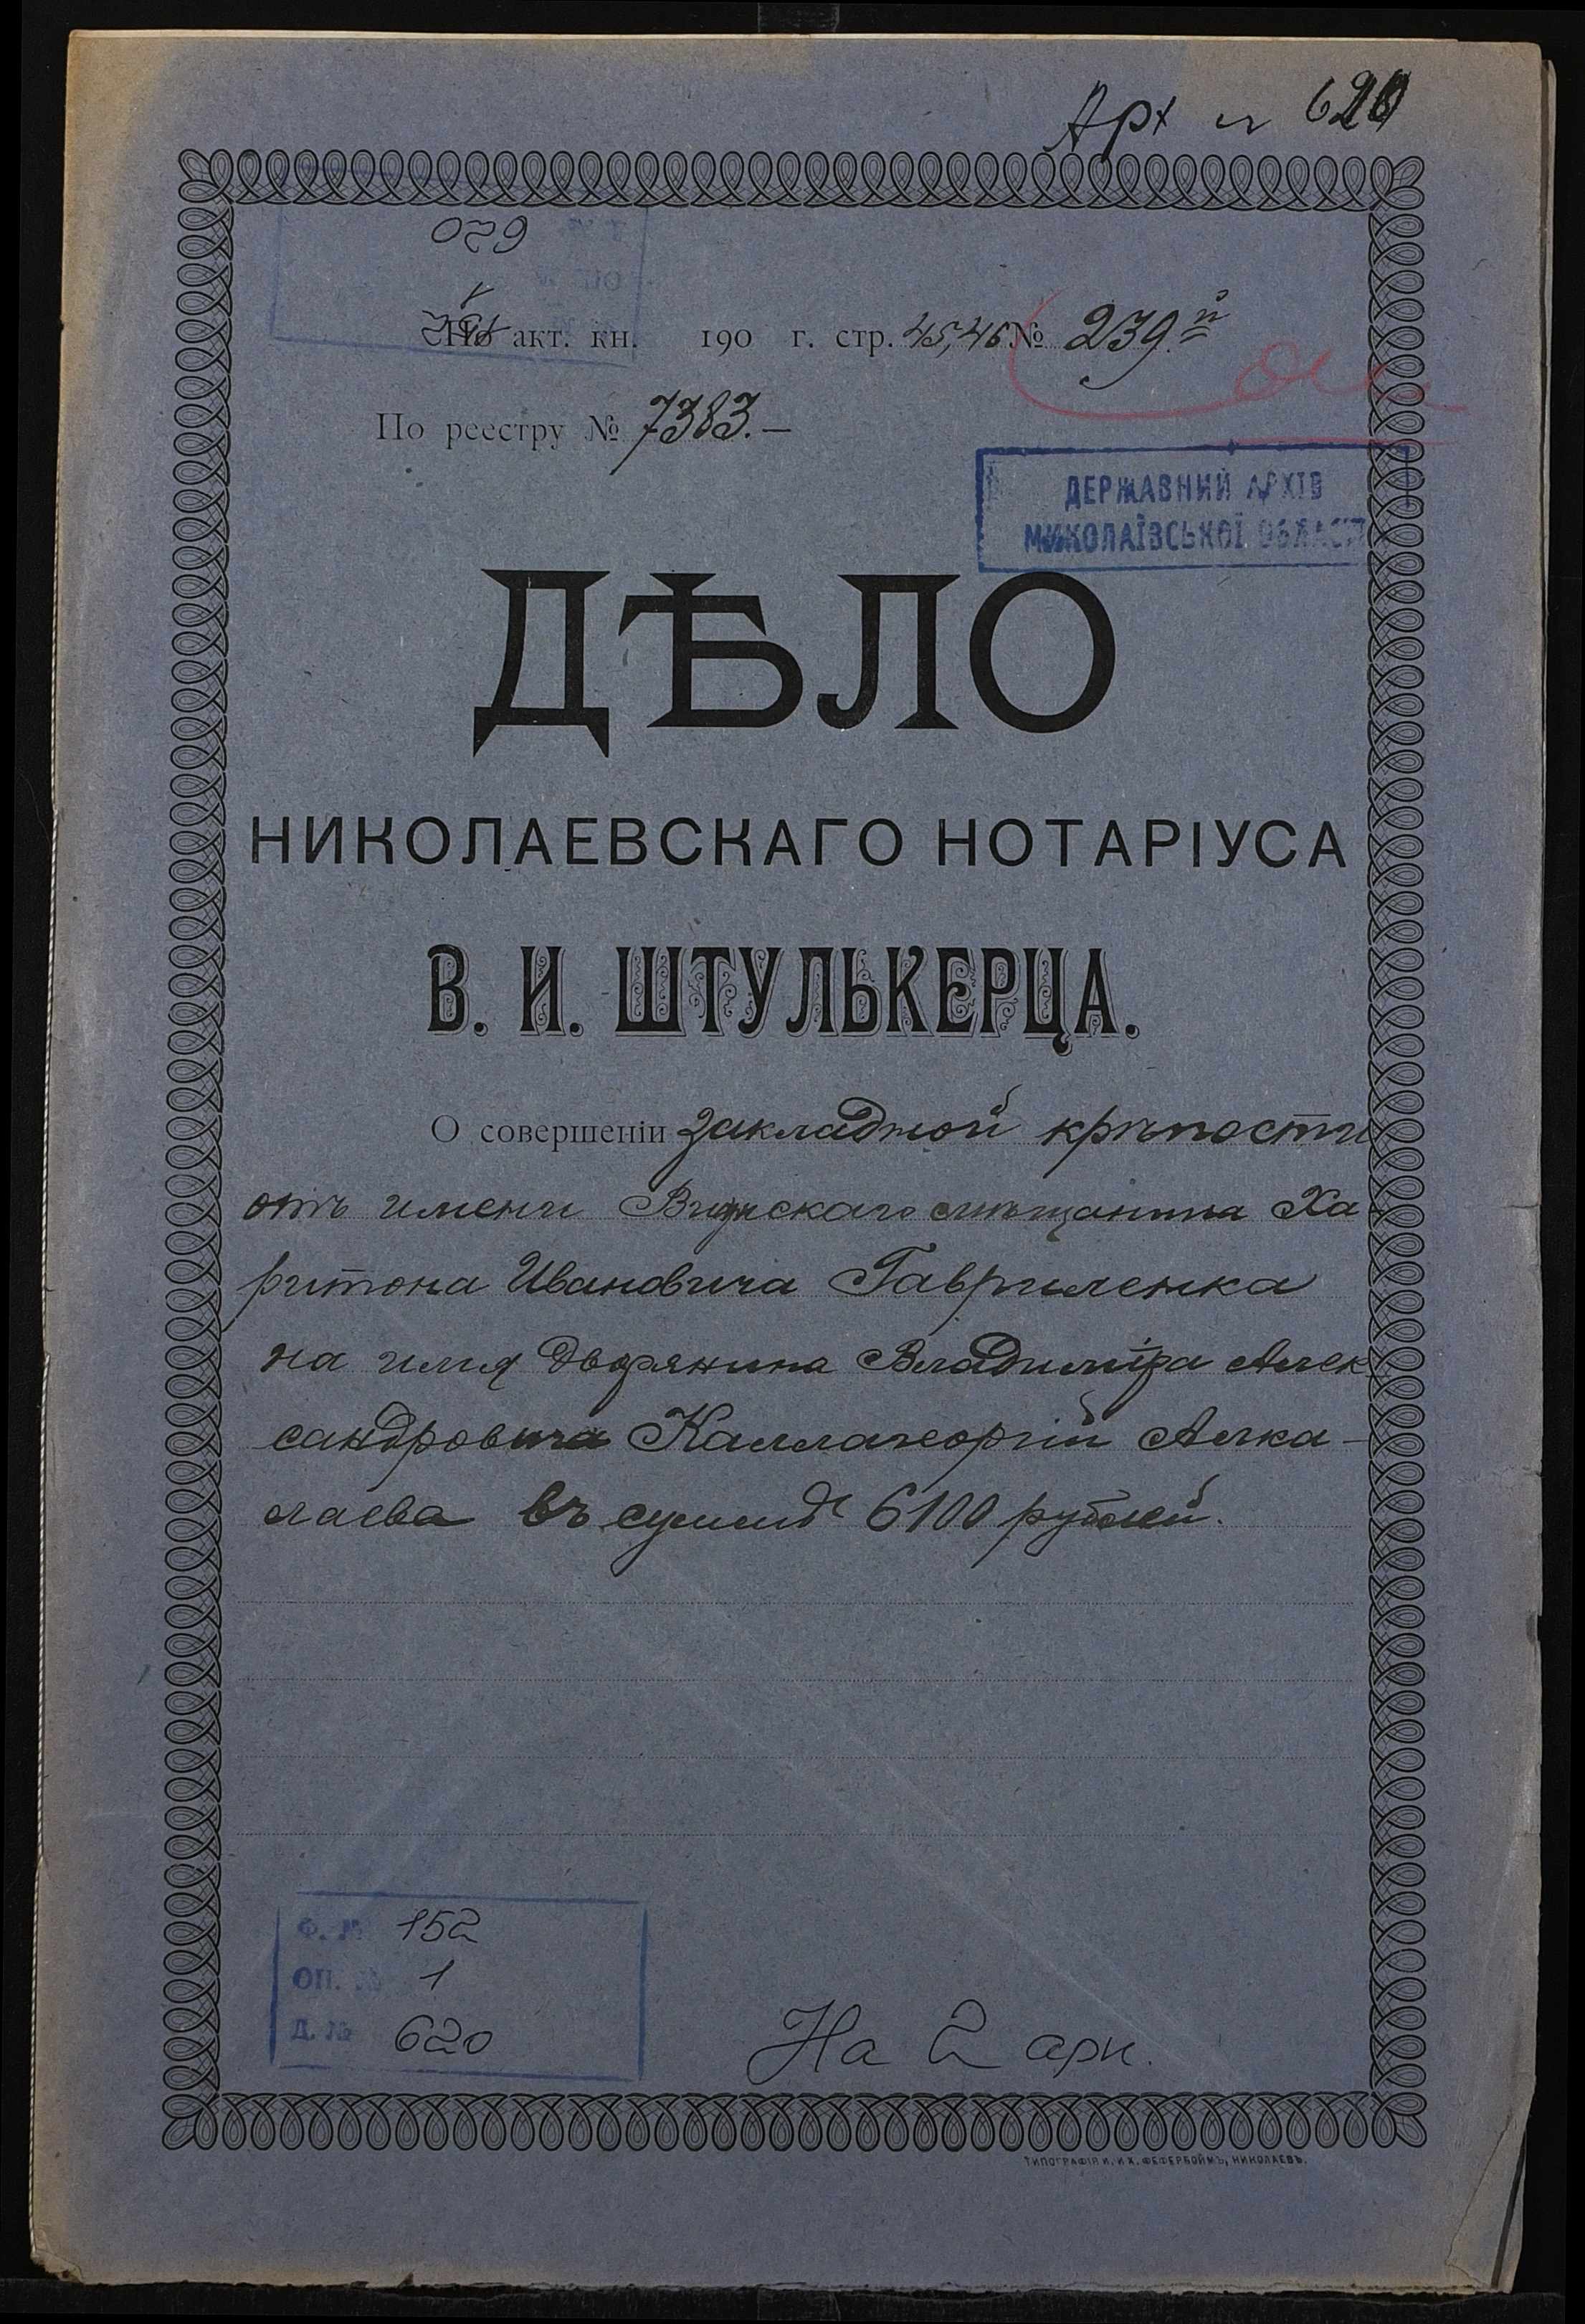 Арх № 620
620
По акт. кн. 190 г. стр. 45,46 № 239й
По реестру № 7383.—
ДЕРЖАВНИЙ АРХІВ
МИКОЛАЇВСЬКОЇ ОБЛАСТІ
ДѢЛО
НИКОЛАЕВСКАГО НОТАРІУСА
В. И. ШТУЛЬКЕРЦА.
О совершеніи закладной крѣпости
отъ имени мѣщанина Ха
ритона Ивановича Гавриленка
на имя дворянина Владиміра Алек
сандровича Каллагеоргій Алка-
лаева въ суммѣ 6100 рублей.
Ф. № 152
ОП. № 1
Д. № 620
На 2 арк.
ТИПОГРАФІЯ И. И Х. ФЕФЕРБОЙМЪ, НИКОЛАЕВЪ.